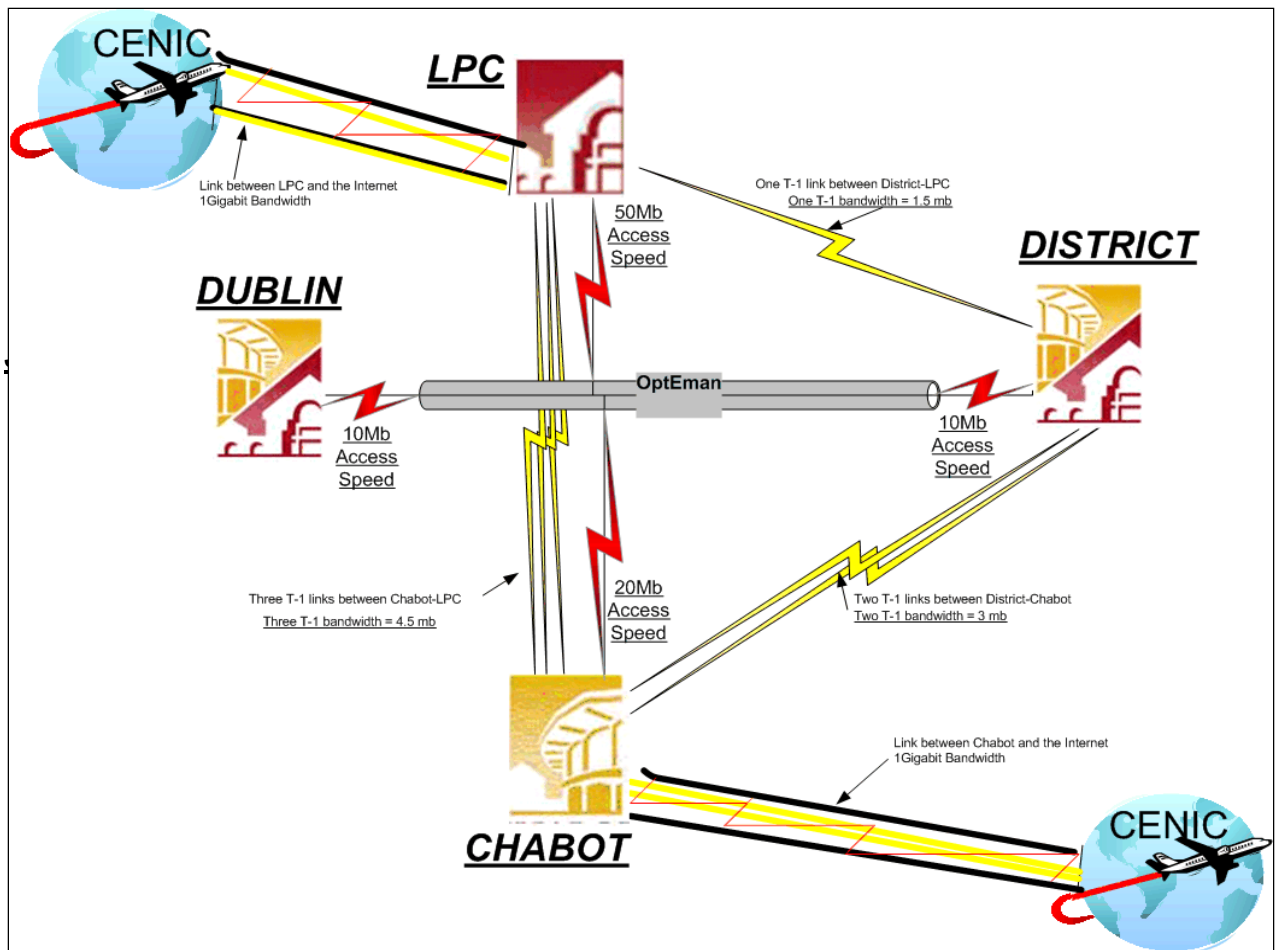 CENIC
LPC
Link between LPC and the Internet
1Gigabit Bandwidth
One T-1 link between District-LPC
One T-1 bandwidth = 1.5 mb
50Mb
Access
Speed
DISTRICT
DUBLIN
OptEman
10Mb
Access
Speed
10Mb
Access
Speed
Three T-1 links between Chabot-LPC
Three T-1 bandwidth = 4.5 mb
20Mb
Access
Speed
Two T-1 links between District-Chabot
Two T-1 bandwidth = 3 mb
Link between Chabot and the Internet
1Gigabit Bandwidth
CHABOT
CENIC